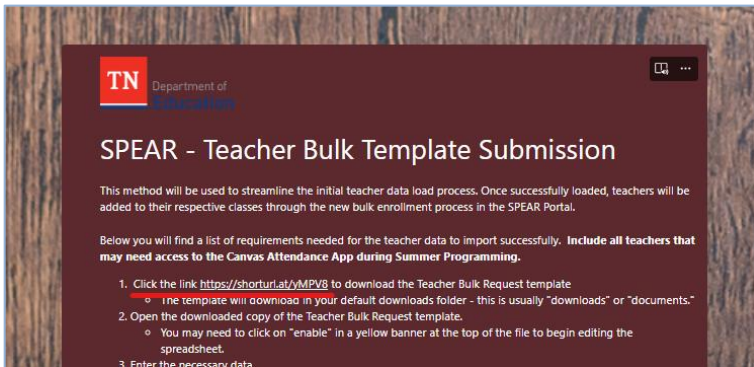 TN Department of
Education
SPEAR - Teacher Bulk Template Submission
This method will be used to streamline the initial teacher data load process. Once successfully loaded, teachers will be
added to their respective classes through the new bulk enrollment process in the SPEAR Portal.
Below you will find a list of requirements needed for the teacher data to import successfully. Include all teachers that
may need access to the Canvas Attendance App during Summer Programming.
1. Click the link https://shorturl.at/yMPV8 to download the Teacher Bulk Request template
○ The template will download in your default downloads folder - this is usually "downloads" or "documents."
2. Open the downloaded copy of the Teacher Bulk Request template.
○ You may need to click on "enable" in a yellow banner at the top of the file to begin editing the
spreadsheet.
3. Enter the necessary data